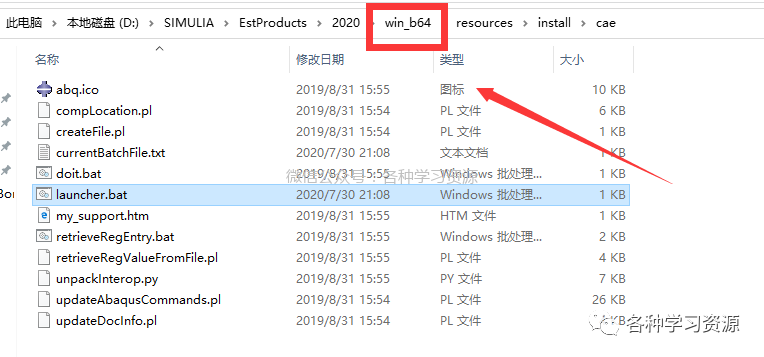 此电脑 › 本地磁盘 (D:) › SIMULIA › EstProducts › 2020 › win_b64 › resources › install › cae
名称 修改日期 类型 大小
abq.ico 2019/8/31 15:55 图标 10 KB
compLocation.pl 2019/8/31 15:54 PL 文件 6 KB
createFile.pl 2019/8/31 15:54 PL 文件 1 KB
currentBatchFile.txt 2020/7/30 21:08 文本文档 1 KB
doit.bat 2019/8/31 15:55 Windows 批处理... 1 KB
微信公众号：各种学习资源
launcher.bat 2020/7/30 21:08 Windows 批处理... 1 KB
my_support.htm 2019/8/31 15:55 HTM 文件 1 KB
retrieveRegEntry.bat 2019/8/31 15:55 Windows 批处理... 2 KB
retrieveRegValueFromFile.pl 2019/8/31 15:55 PL 文件 4 KB
unpackInterop.py 2019/8/31 15:55 PY 文件 2 KB
updateAbaqusCommands.pl 2019/8/31 15:54 PL 文件 26 KB
updateDocInfo.pl 2019/8/31 15:54 PL 文件
各种学习资源